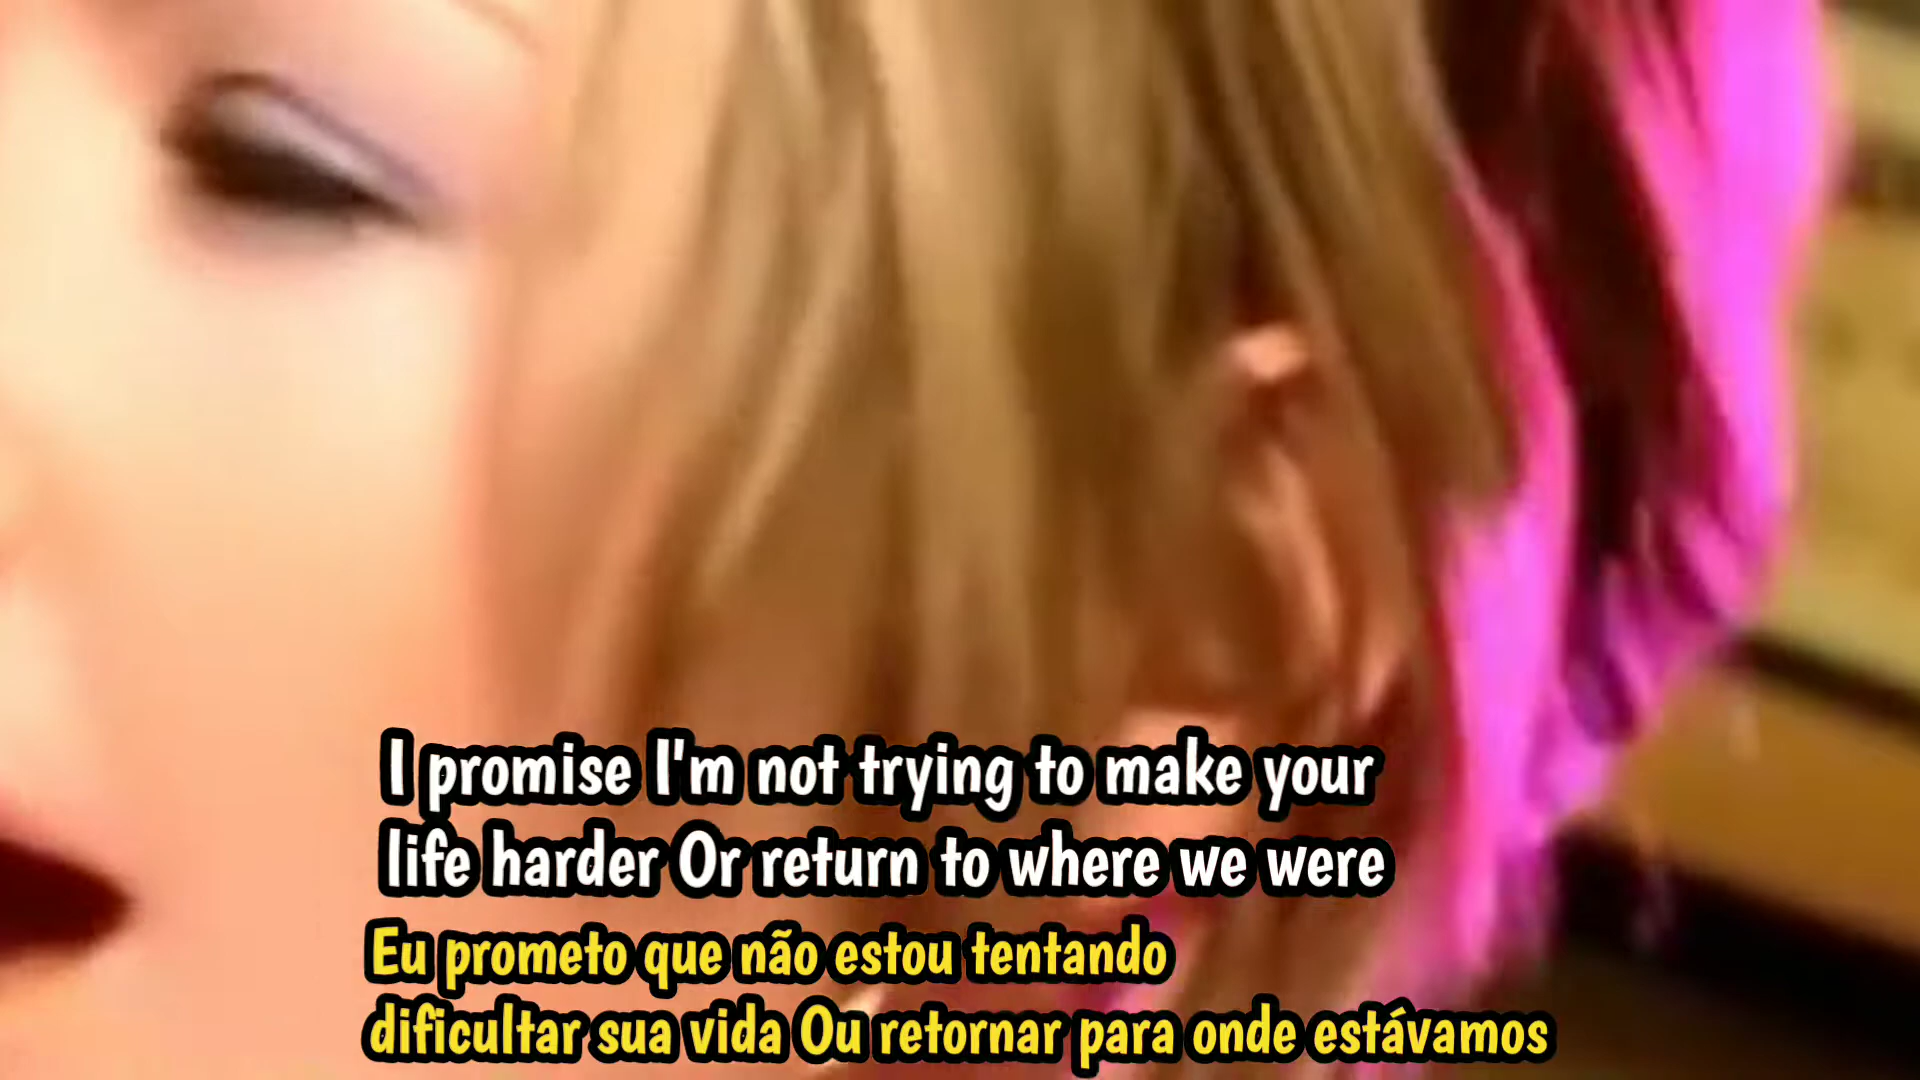 I promise I'm not trying to make your
life harder Or return to where we were
Eu prometo que não estou tentando
dificultar sua vida Ou retornar para onde estávamos